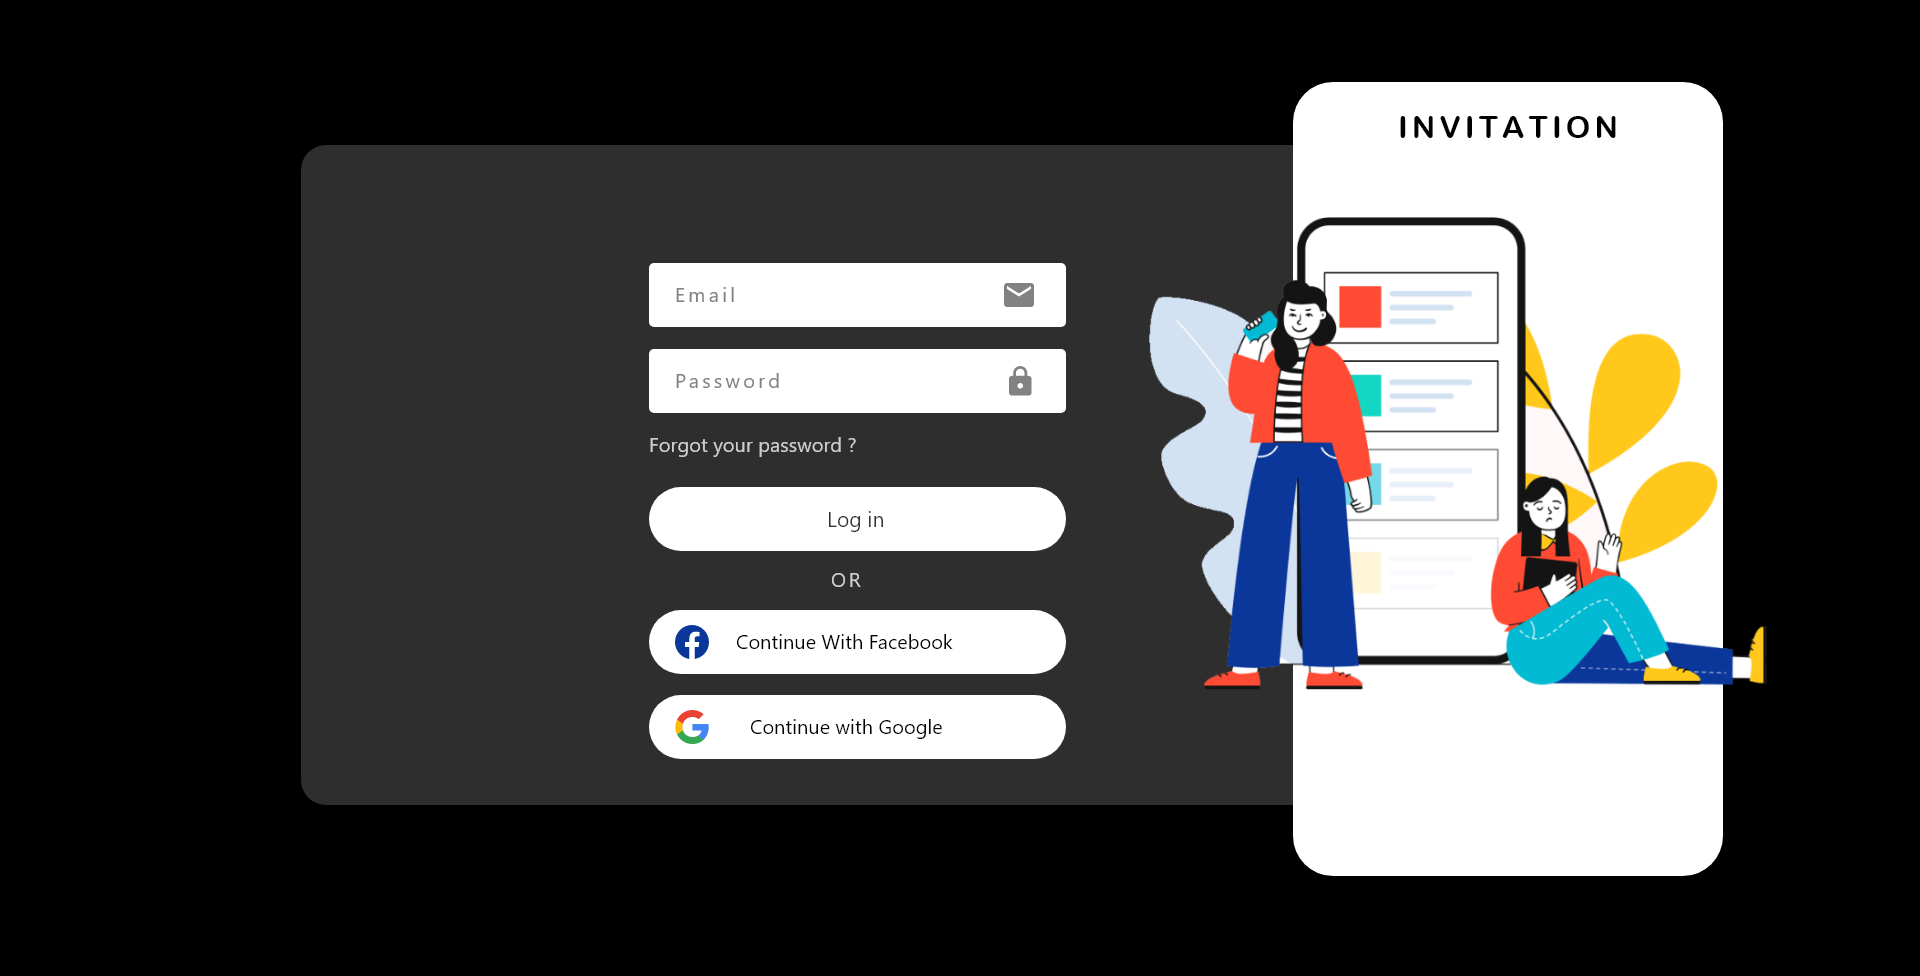 INVITATION
Email
Password
Forgot your password ?
Log in
OR
Continue With Facebook
Continue with Google